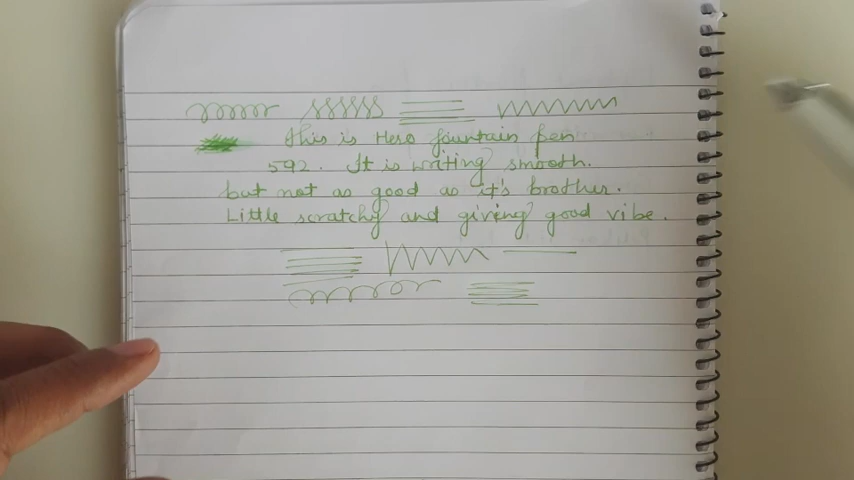 This is Hero fountain pen
592. It is writing smooth.
but not as good as it's brother.
Little scratchy and giving good vibe.